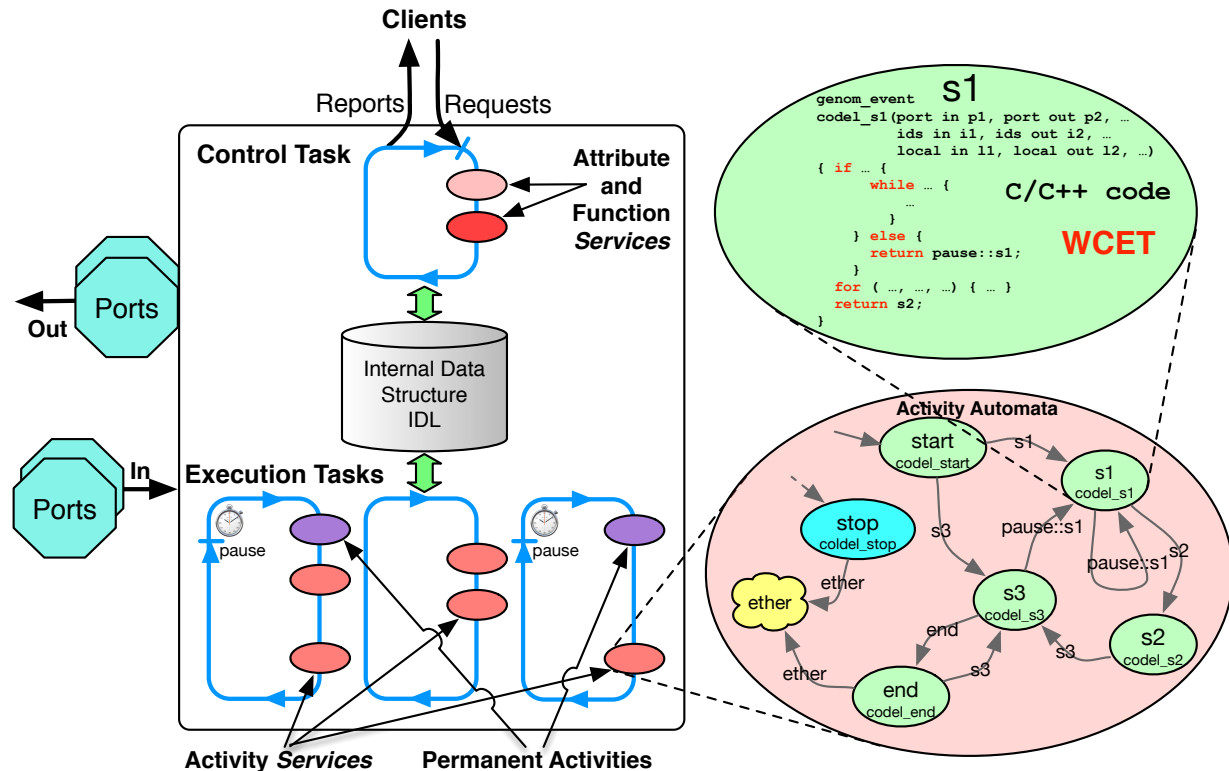 Clients
Reports
Requests
Control Task
Attribute
and
Function
Services
Ports
Out
Internal Data
Structure
IDL
In
Ports
Execution Tasks
pause
pause
Activity Services
Permanent Activities
s1
genom_event
codel_s1(port in p1, port out p2, …
ids in i1, ids out i2, …
local in l1, local out l2, …)
{ if … {
while … {
…
}
} else {
return pause::s1;
}
for ( …, …, …) { … }
return s2;
}
C/C++ code
WCET
Activity Automata
start
codel_start
s1
s1
codel_s1
stop
coldel_stop
s3
pause::s1
pause::s1
s2
ether
ether
s3
codel_s3
end
s3
s3
s2
codel_s2
ether
end
codel_end